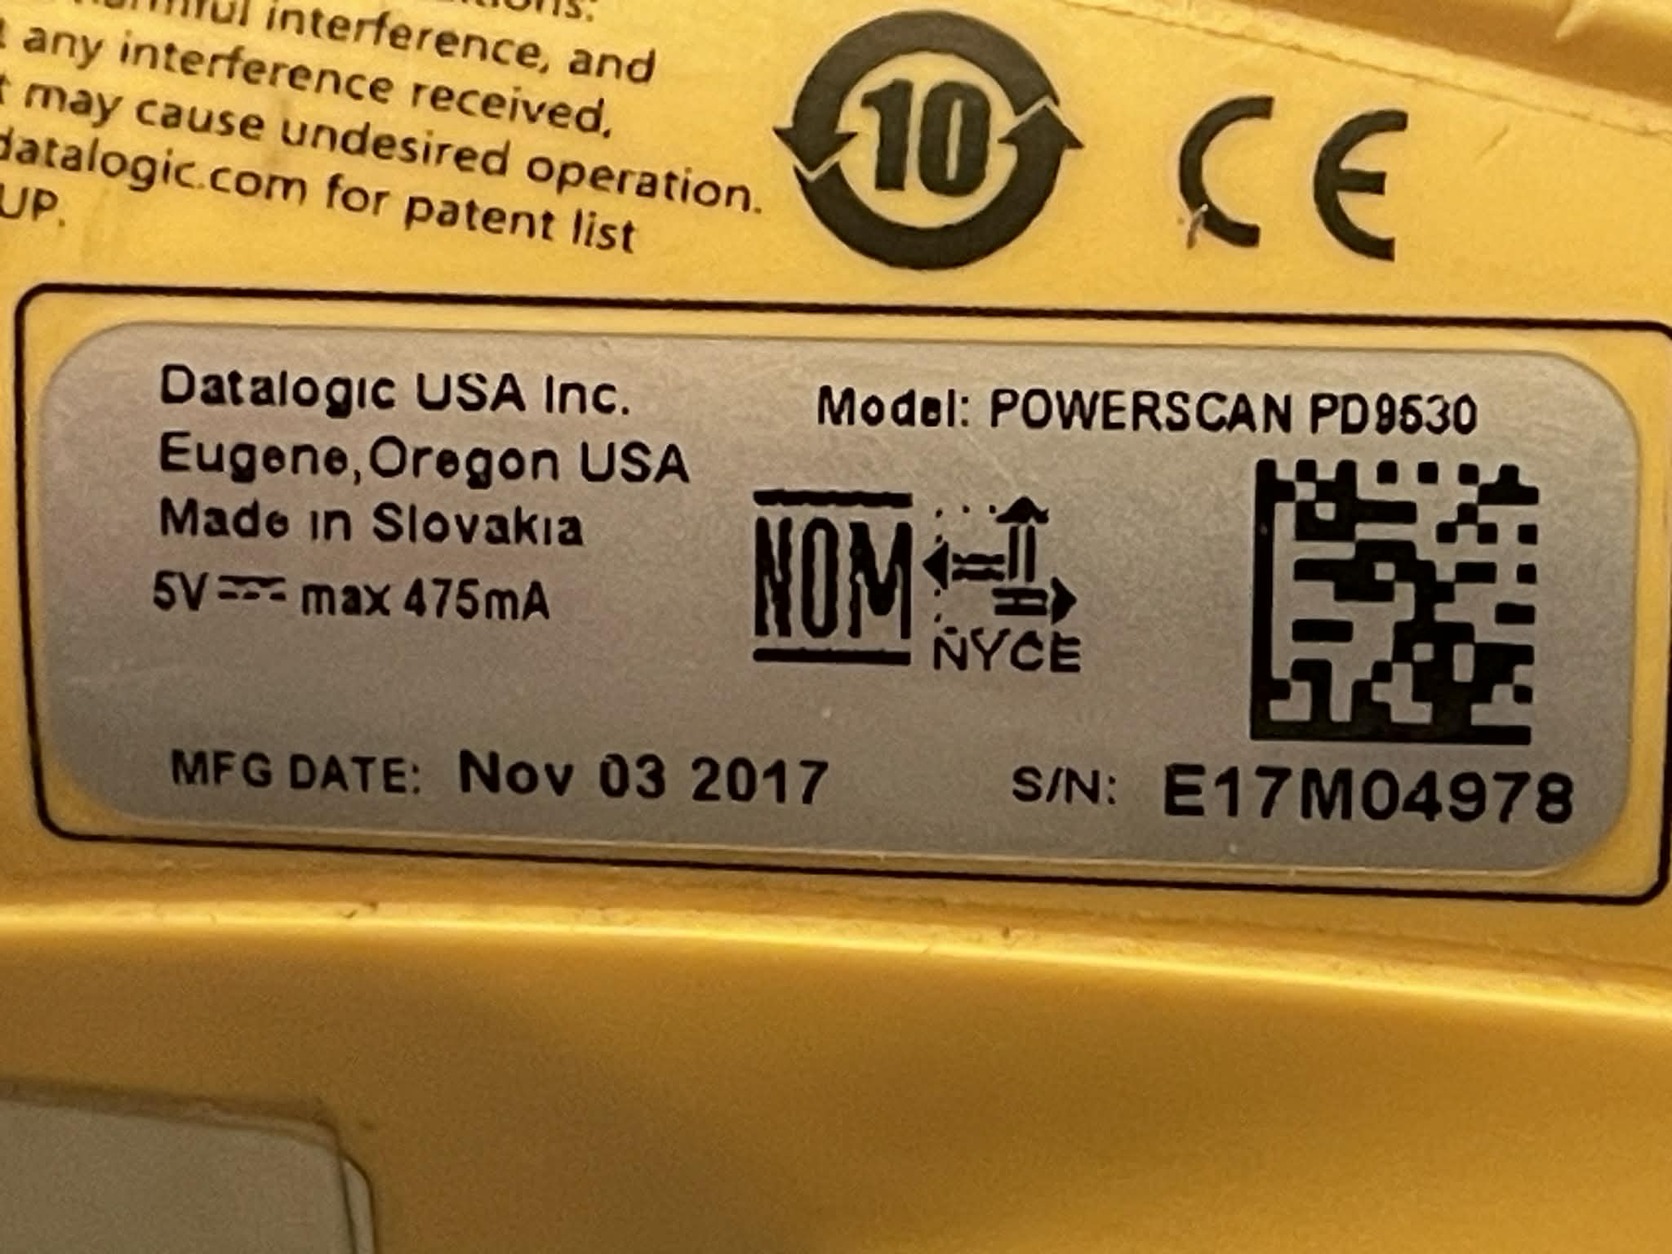 harmful interference, and
any interference received,
may cause undesired operation.
datalogic.com for patent list
UP.
10
CE
Datalogic USA Inc.
Model: POWERSCAN PD9530
Eugene, Oregon USA
Made in Slovakia
5V⎓ max 475mA
NOM
NYCE
MFG DATE: Nov 03 2017
S/N: E17M04978